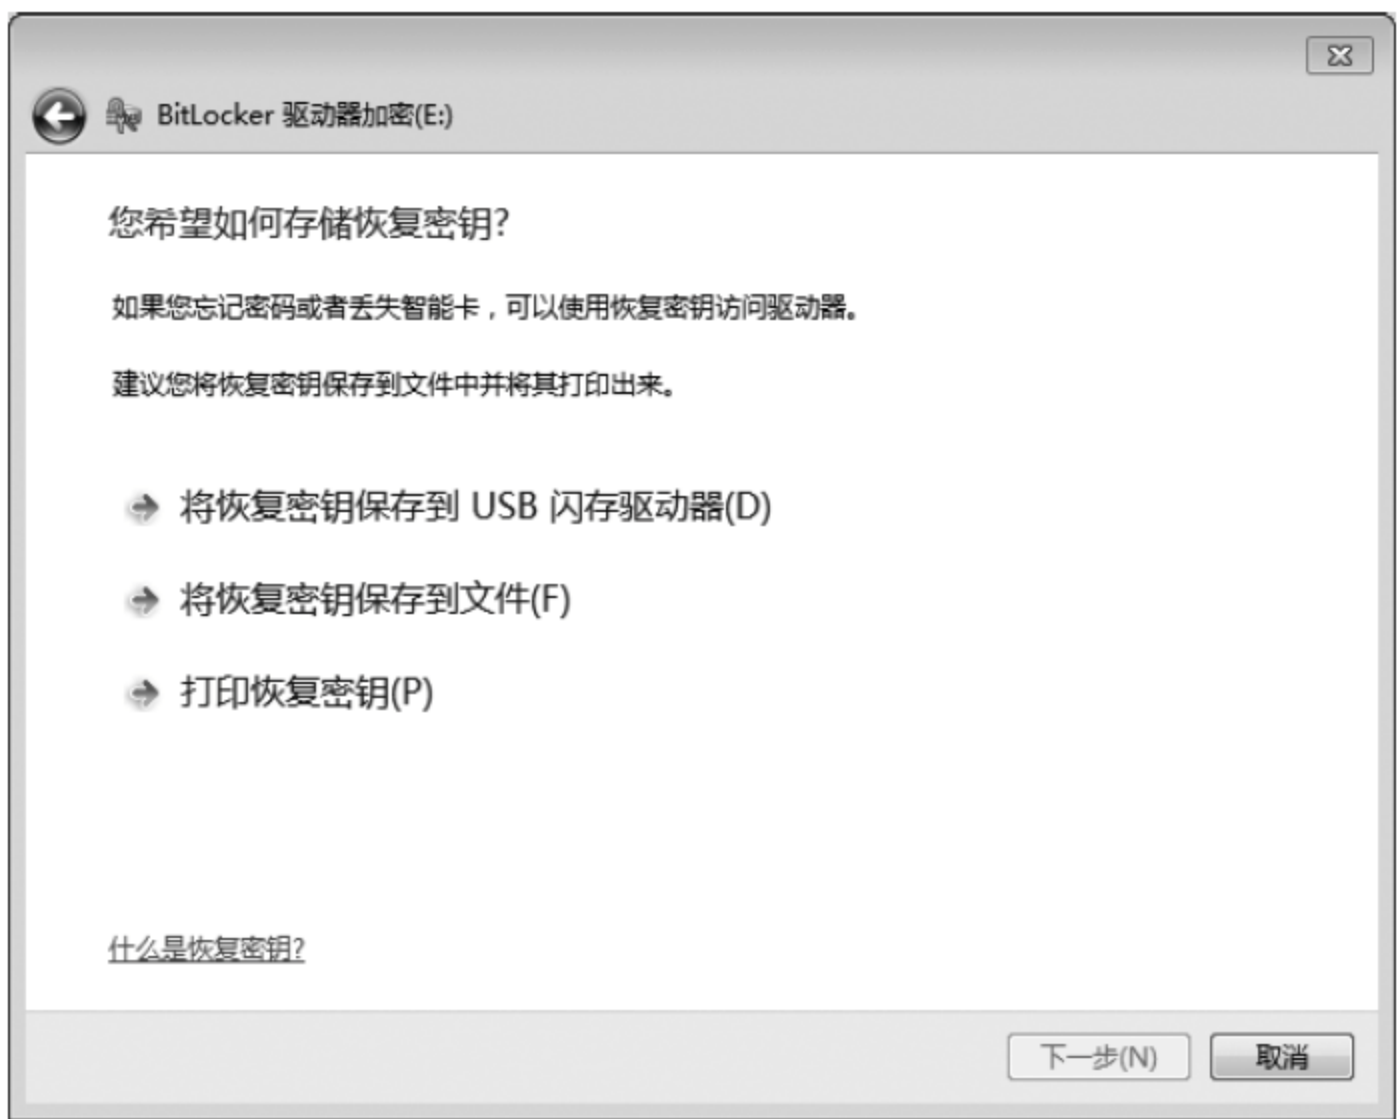 BitLocker 驱动器加密(E:)
您希望如何存储恢复密钥?
如果您忘记密码或者丢失智能卡，可以使用恢复密钥访问驱动器。
建议您将恢复密钥保存到文件中并将其打印出来。
将恢复密钥保存到 USB 闪存驱动器(D)
将恢复密钥保存到文件(F)
打印恢复密钥(P)
什么是恢复密钥?
下一步(N)
取消